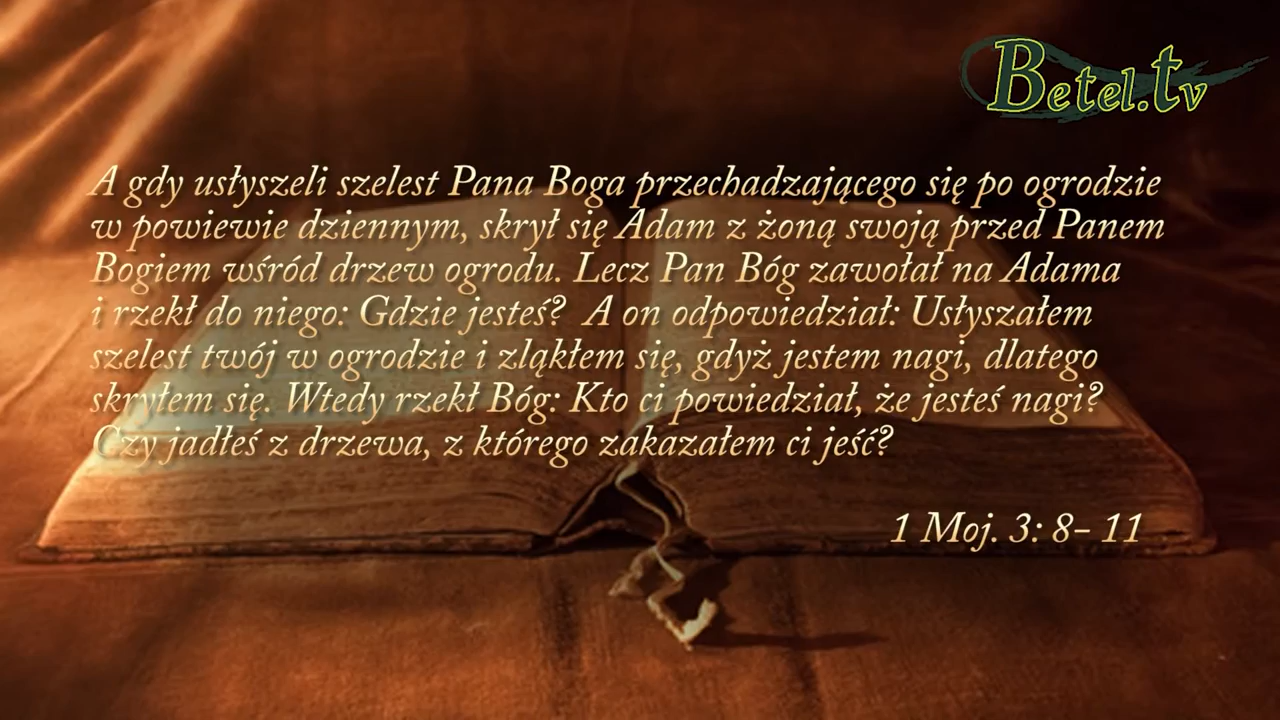 Betel.tv
A gdy usłyszeli szelest Pana Boga przechadzającego się po ogrodzie
w powiewie dziennym, skrył się Adam z żoną swoją przed Panem
Bogiem wśród drzew ogrodu. Lecz Pan Bóg zawołał na Adama
i rzekł do niego: Gdzie jesteś? A on odpowiedział: Usłyszałem
szelest twój w ogrodzie i zląkłem się, gdyż jestem nagi, dlatego
skryłem się. Wtedy rzekł Bóg: Kto ci powiedział, że jesteś nagi?
Czy jadłeś z drzewa, z którego zakazałem ci jeść?
1 Moj. 3: 8– 11